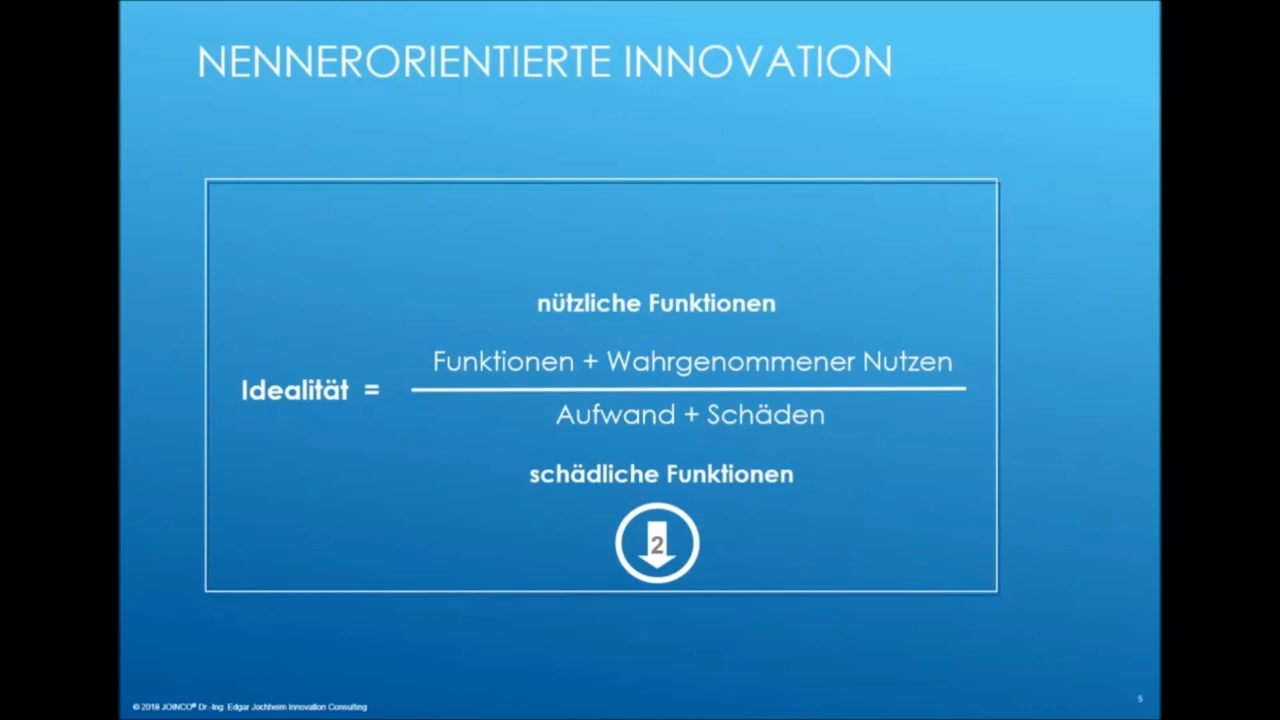 NENNERORIENTIERTE INNOVATION
nützliche Funktionen
Funktionen + Wahrgenommener Nutzen
Idealität =
Aufwand + Schäden
schädliche Funktionen
2
© 2019 JOINCO® Dr.-Ing. Edgar Jochheim Innovation Consulting
5